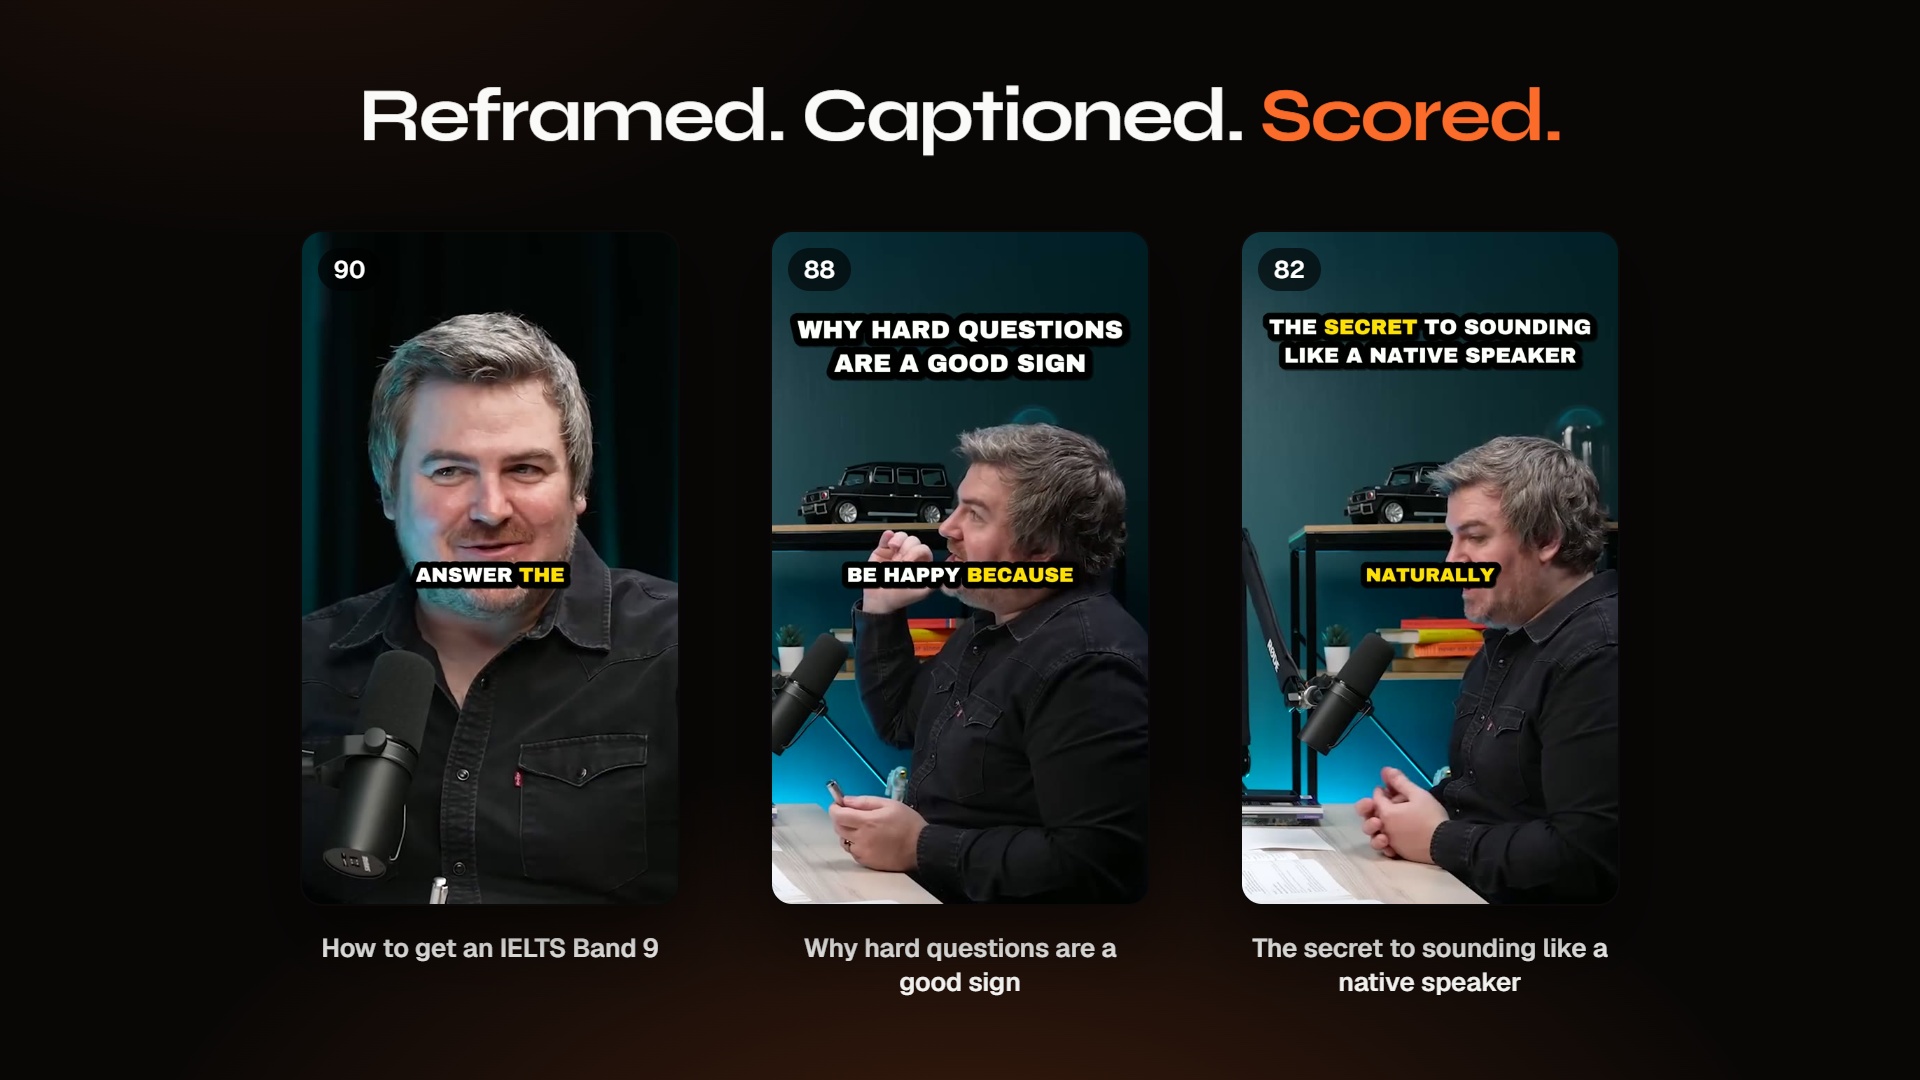 Reframed. Captioned. Scored.
90
ANSWER THE
How to get an IELTS Band 9
88
WHY HARD QUESTIONS
ARE A GOOD SIGN
BE HAPPY BECAUSE
Why hard questions are a
good sign
82
THE SECRET TO SOUNDING
LIKE A NATIVE SPEAKER
NATURALLY
RODE
The secret to sounding like a
native speaker